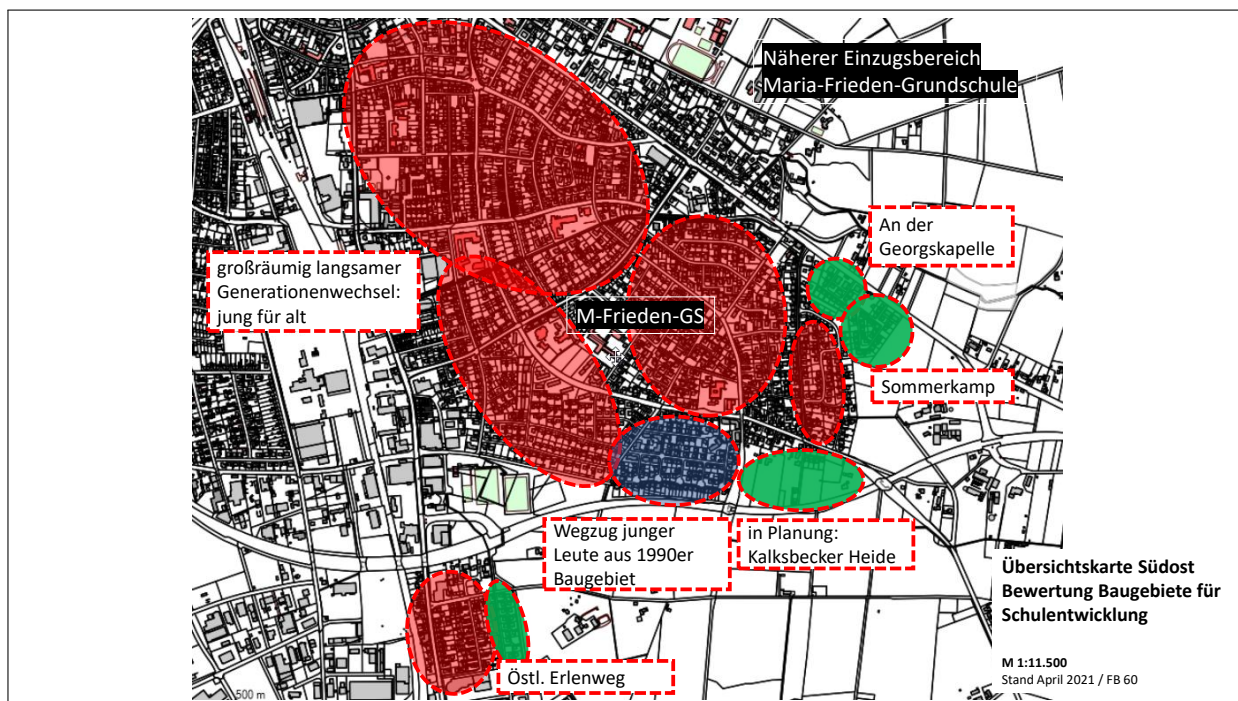 Näherer Einzugsbereich
Maria-Frieden-Grundschule
An der
Georgskapelle
großräumig langsamer
Generationenwechsel:
jung für alt
M-Frieden-GS
Sommerkamp
Wegzug junger
Leute aus 1990er
Baugebiet
in Planung:
Kalksbecker Heide
Übersichtskarte Südost
Bewertung Baugebiete für
Schulentwicklung
M 1:11.500
Stand April 2021 / FB 60
Östl. Erlenweg
500 m